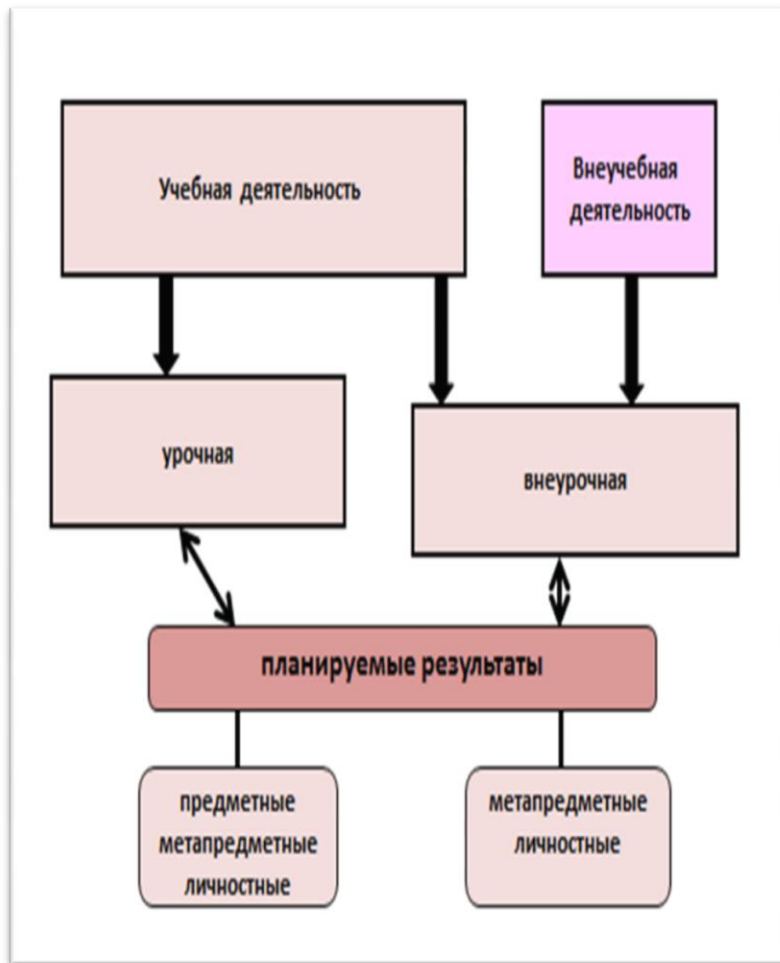 Учебная деятельность
Внеучебная
деятельность
урочная
внеурочная
планируемые результаты
предметные
метапредметные
личностные
метапредметные
личностные